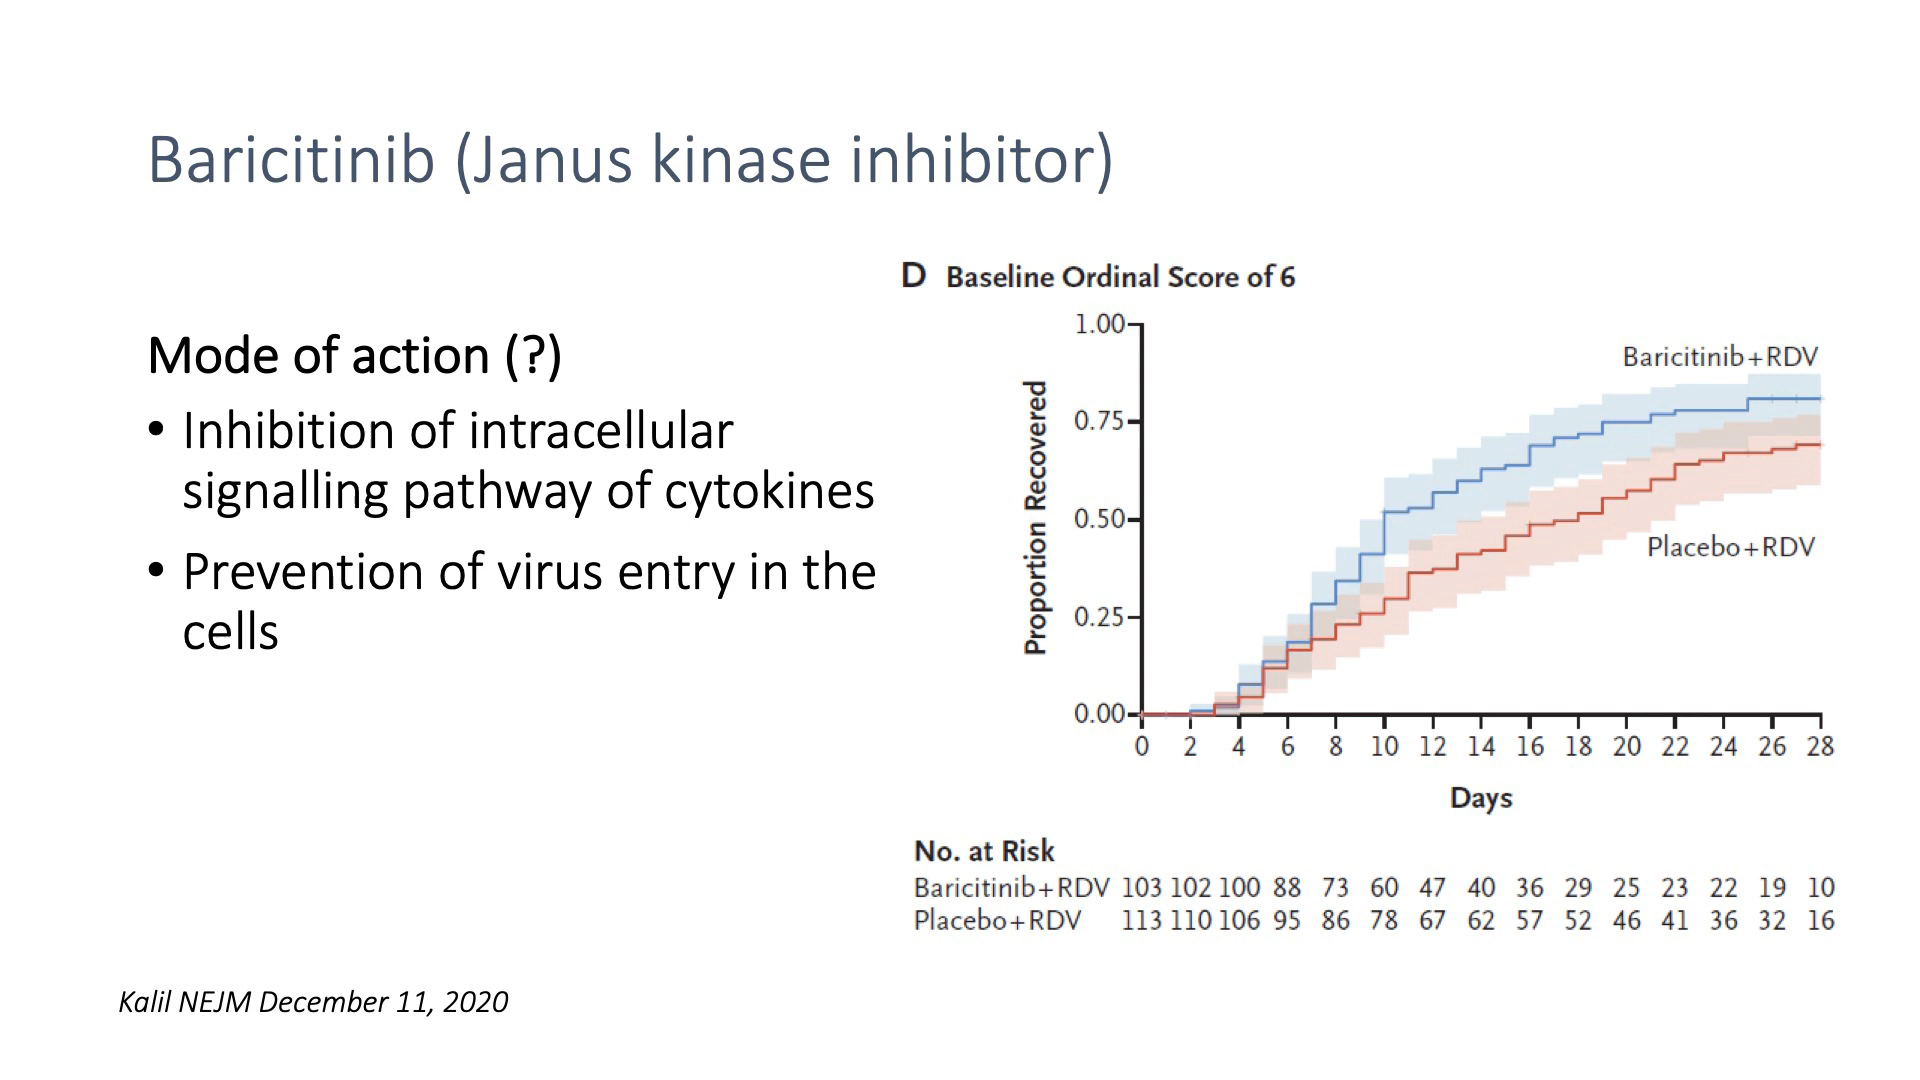 Baricitinib (Janus kinase inhibitor)
Mode of action (?)
• Inhibition of intracellular
signalling pathway of cytokines
• Prevention of virus entry in the
cells
D Baseline Ordinal Score of 6
Proportion Recovered
1.00
0.75
0.50
0.25
0.00
Baricitinib+RDV
Placebo+RDV
0 2 4 6 8 10 12 14 16 18 20 22 24 26 28
Days
No. at Risk
Baricitinib+RDV 103 102 100 88 73 60 47 40 36 29 25 23 22 19 10
Placebo+RDV 113 110 106 95 86 78 67 62 57 52 46 41 36 32 16
Kalil NEJM December 11, 2020